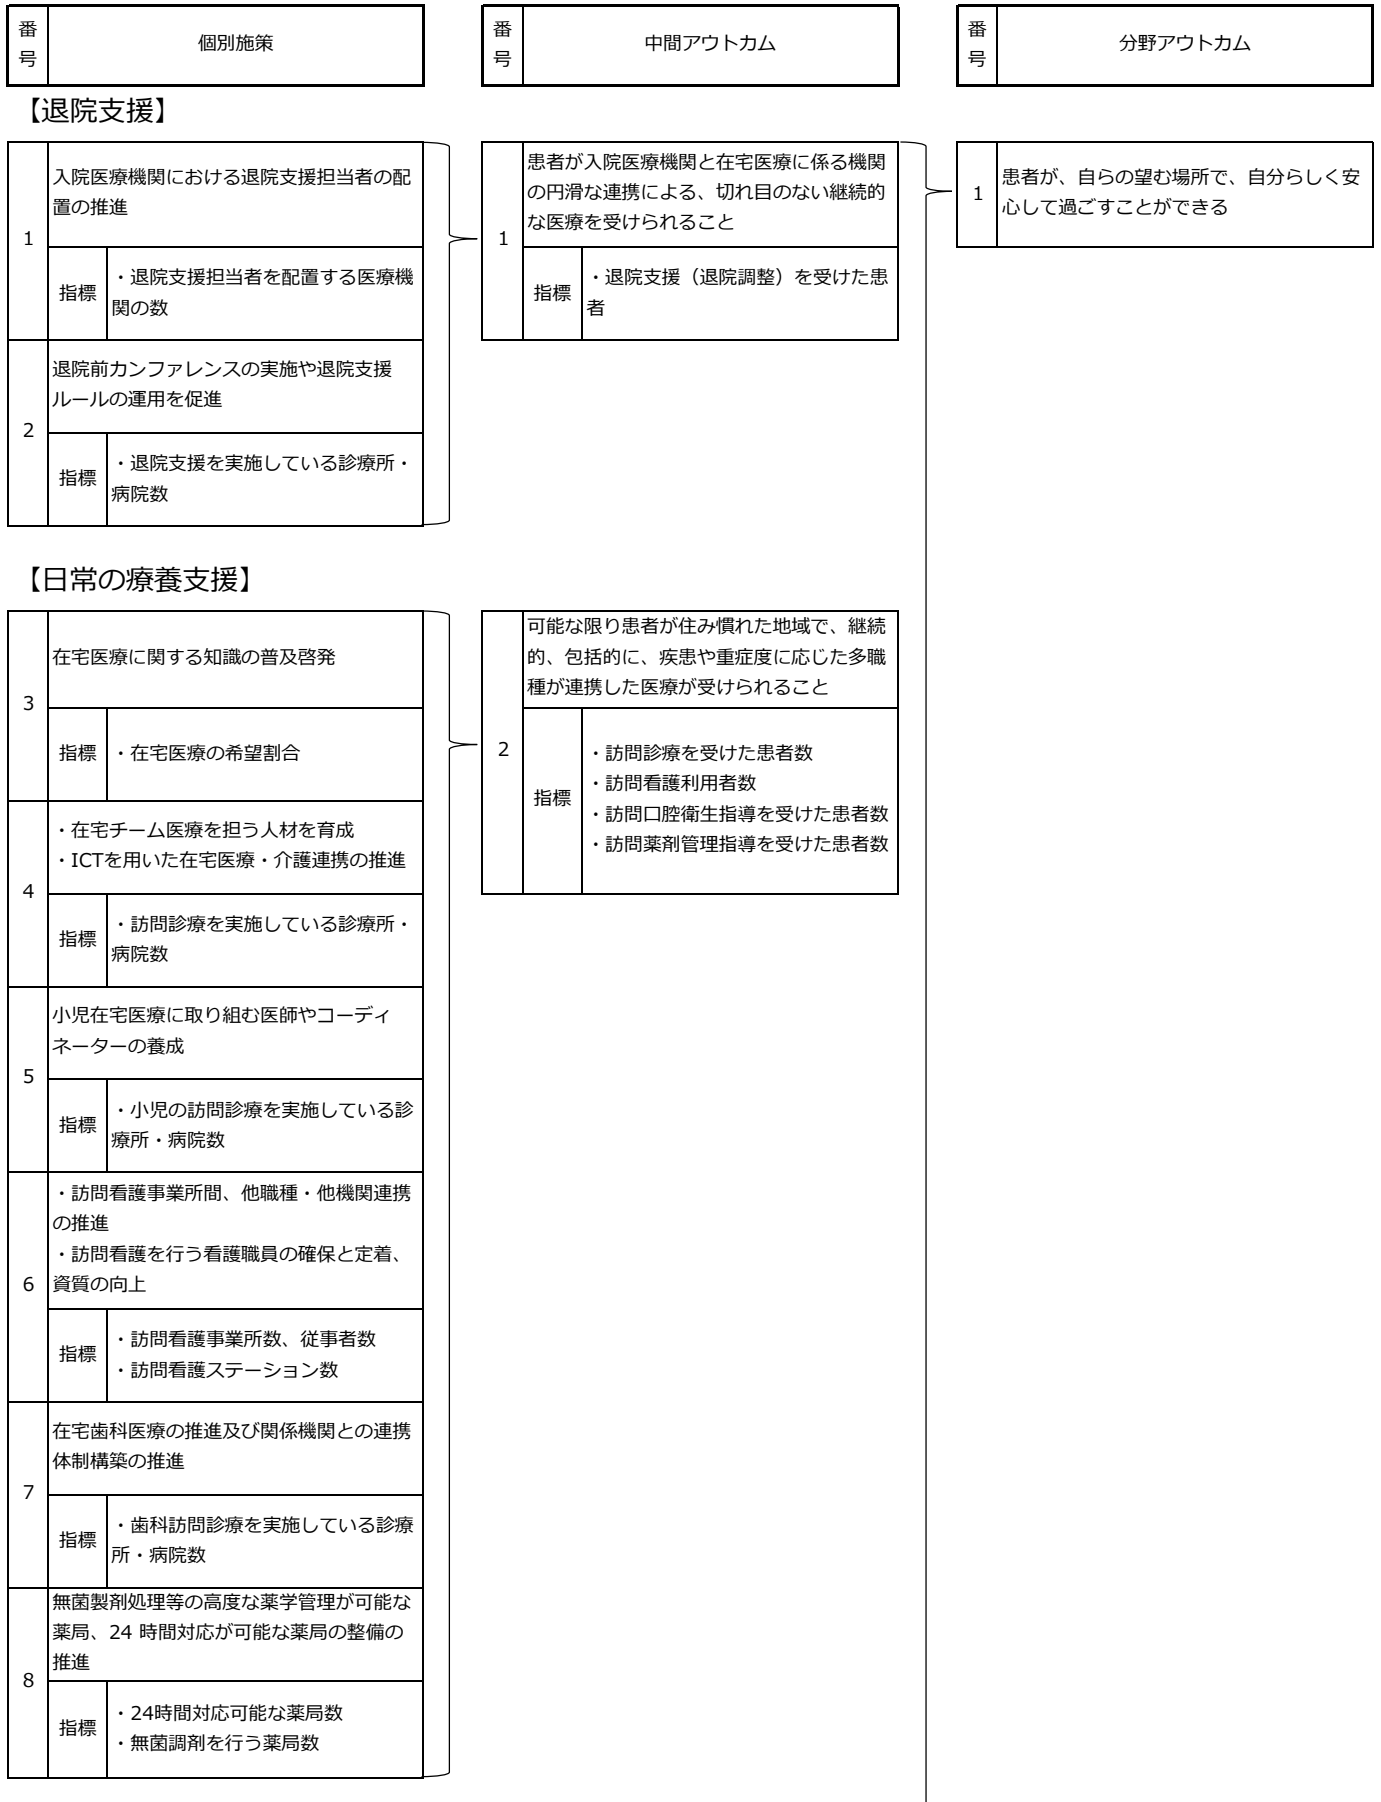 番号
個別施策
番号
中間アウトカム
番号
分野アウトカム
【退院支援】
1
入院医療機関における退院支援担当者の配
置の推進
指標
・退院支援担当者を配置する医療機
関の数
2
退院前カンファレンスの実施や退院支援
ルールの運用を促進
指標
・退院支援を実施している診療所・
病院数
1
患者が入院医療機関と在宅医療に係る機関
の円滑な連携による、切れ目のない継続的
な医療を受けられること
指標
・退院支援（退院調整）を受けた患
者
1
患者が、自らの望む場所で、自分らしく安
心して過ごすことができる
【日常の療養支援】
3
在宅医療に関する知識の普及啓発
指標
・在宅医療の希望割合
4
・在宅チーム医療を担う人材を育成
・ICTを用いた在宅医療・介護連携の推進
指標
・訪問診療を実施している診療所・
病院数
5
小児在宅医療に取り組む医師やコーディ
ネーターの養成
指標
・小児の訪問診療を実施している診
療所・病院数
6
・訪問看護事業所間、他職種・他機関連携
の推進
・訪問看護を行う看護職員の確保と定着、
資質の向上
指標
・訪問看護事業所数、従事者数
・訪問看護ステーション数
7
在宅歯科医療の推進及び関係機関との連携
体制構築の推進
指標
・歯科訪問診療を実施している診療
所・病院数
8
無菌製剤処理等の高度な薬学管理が可能な
薬局、24 時間対応が可能な薬局の整備の
推進
指標
・24時間対応可能な薬局数
・無菌調剤を行う薬局数
2
可能な限り患者が住み慣れた地域で、継続
的、包括的に、疾患や重症度に応じた多職
種が連携した医療が受けられること
指標
・訪問診療を受けた患者数
・訪問看護利用者数
・訪問口腔衛生指導を受けた患者数
・訪問薬剤管理指導を受けた患者数